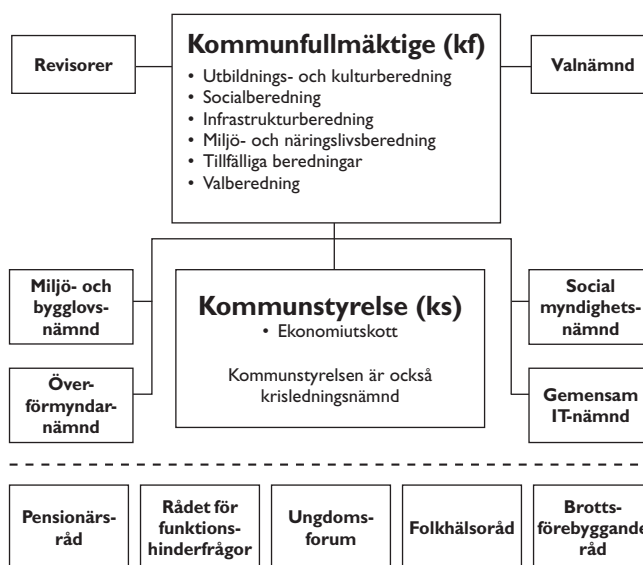 Revisorer
Kommunfullmäktige (kf)
• Utbildnings- och kulturberedning
• Socialberedning
• Infrastrukturberedning
• Miljö- och näringslivsberedning
• Tillfälliga beredningar
• Valberedning
Valnämnd
Miljö- och
bygglovs-
nämnd
Över-
förmyndar-
nämnd
Kommunstyrelse (ks)
• Ekonomiutskott
Kommunstyrelsen är också
krisledningsnämnd
Social
myndighets-
nämnd
Gemensam
IT-nämnd
Pensionärs-
råd
Rådet för
funktions-
hinderfrågor
Ungdoms-
forum
Folkhälsoråd
Brotts-
förebyggande
råd